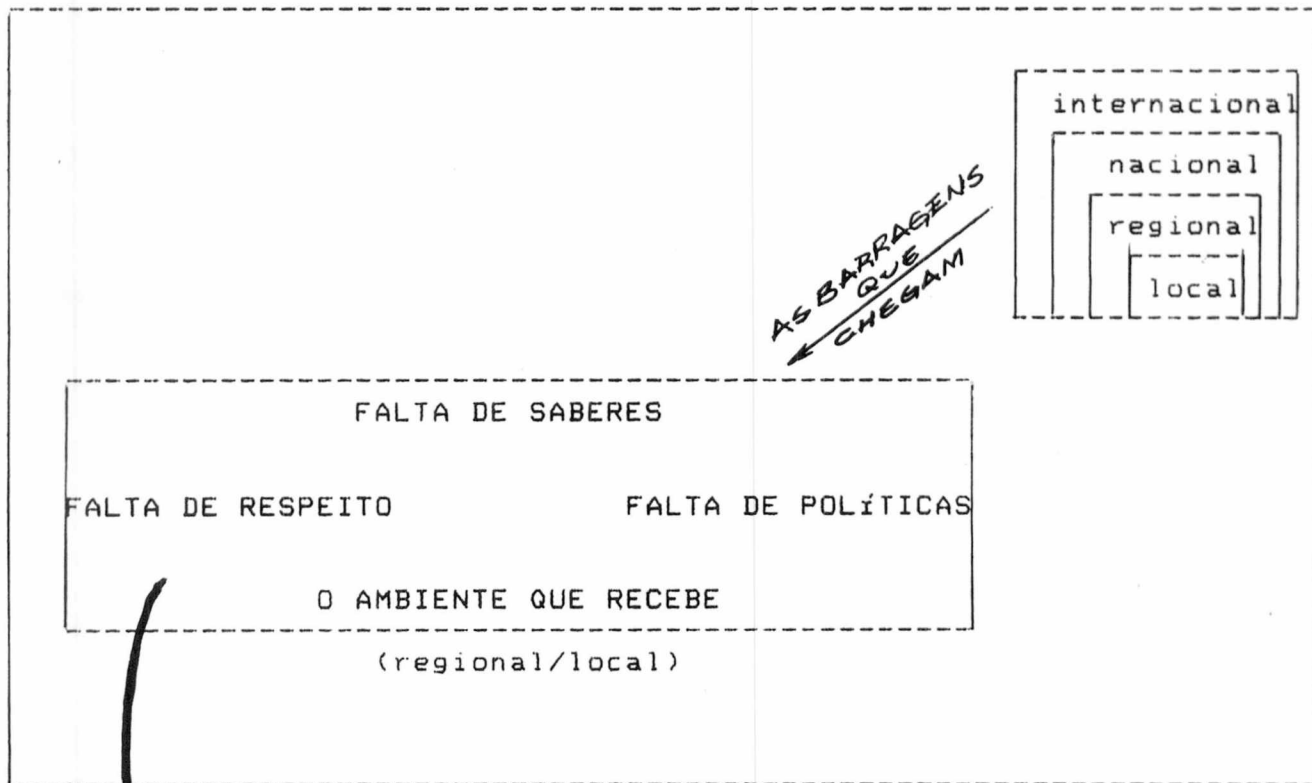 internacional
nacional
regional
local
AS BARRAGENS
QUE
CHEGAM
FALTA DE SABERES
FALTA DE RESPEITO FALTA DE POLíTICAS
O AMBIENTE QUE RECEBE
(regional/local)